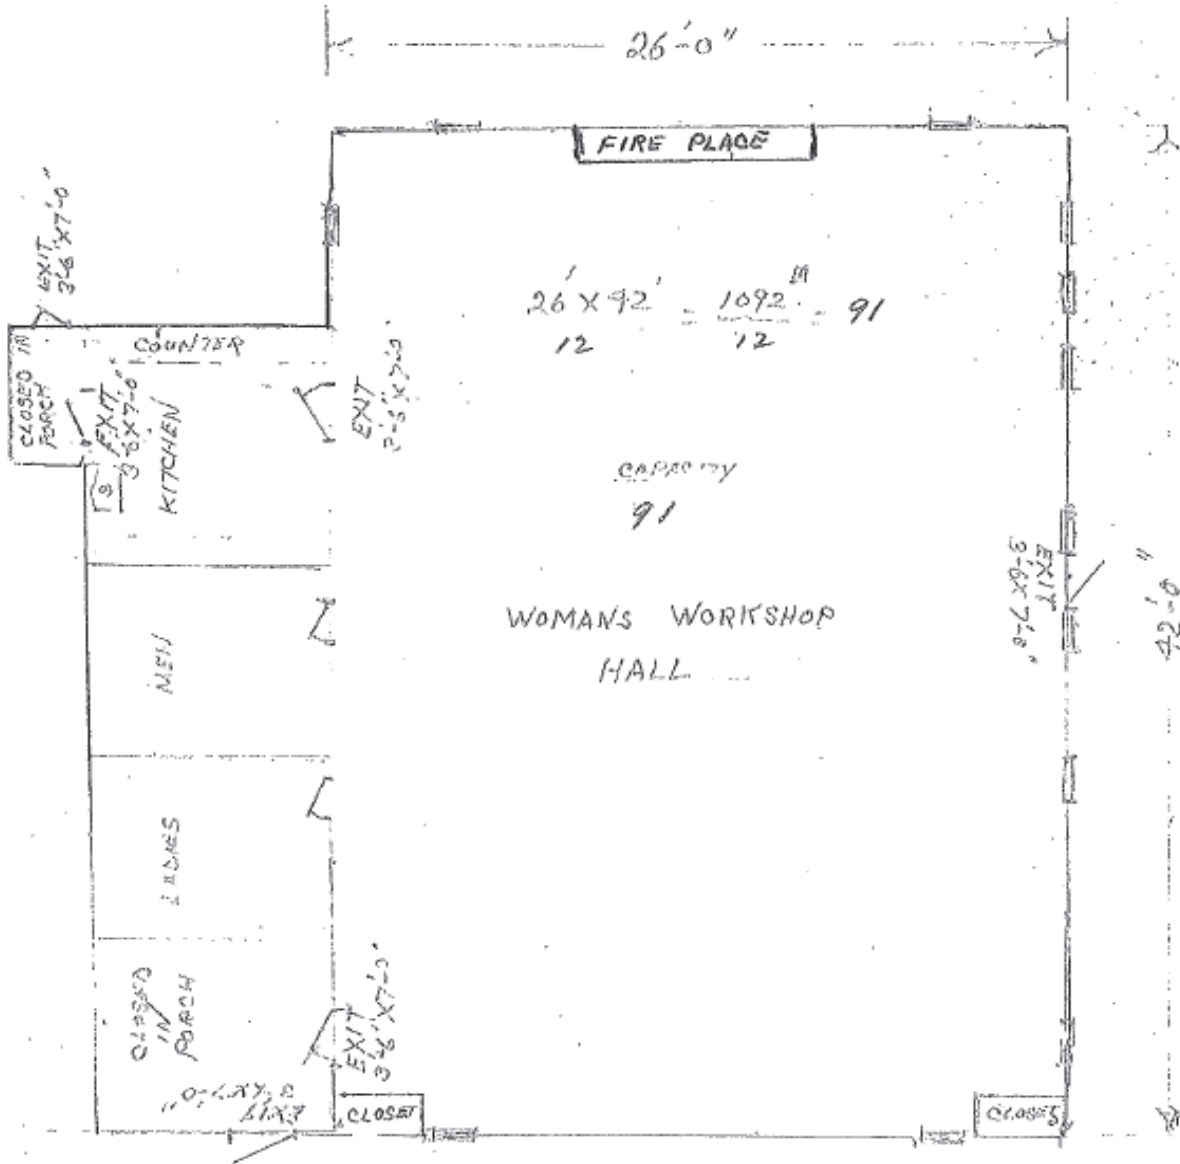 26'-0"
FIRE PLACE
EXIT
3'-6"X7'-0"
26' X 42' = 1092 = 91
12 12
COUNTER
CLOSED IN
PORCH
EXIT
3'-6"X7'-0"
KITCHEN
EXIT
CAPACITY
91
EXIT
3'-6"X7'-0"
42'-0"
WOMANS WORKSHOP
HALL
MEN
LADIES
CLOSED
IN
PORCH
EXIT
3'-6"X7'-0"
EXIT
CLOSET
CLOSET